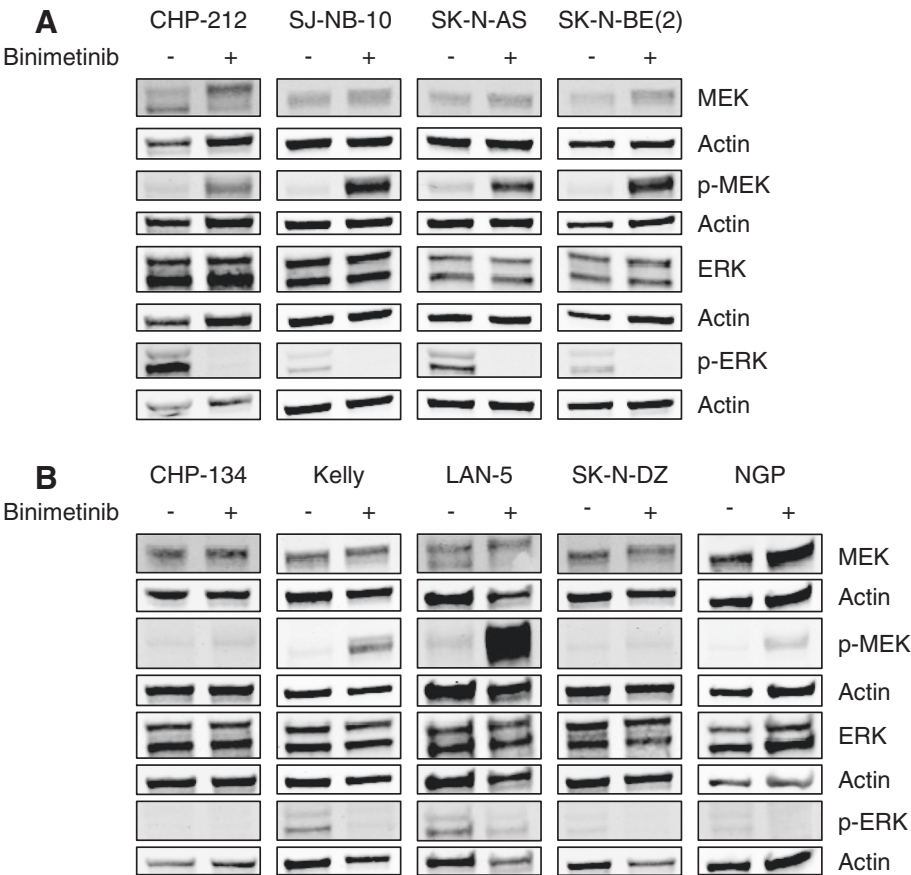 A CHP-212 SJ-NB-10 SK-N-AS SK-N-BE(2)
Binimetinib - + - + - + - +
MEK
Actin
p-MEK
Actin
ERK
Actin
p-ERK
Actin
B CHP-134 Kelly LAN-5 SK-N-DZ NGP
Binimetinib - + - + - + - + - +
MEK
Actin
p-MEK
Actin
ERK
Actin
p-ERK
Actin